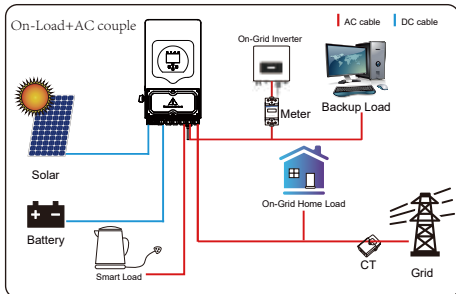 On-Load+AC couple
AC cable
DC cable
On-Grid Inverter
Meter
Backup Load
Solar
On-Grid Home Load
Battery
Smart Load
CT
Grid